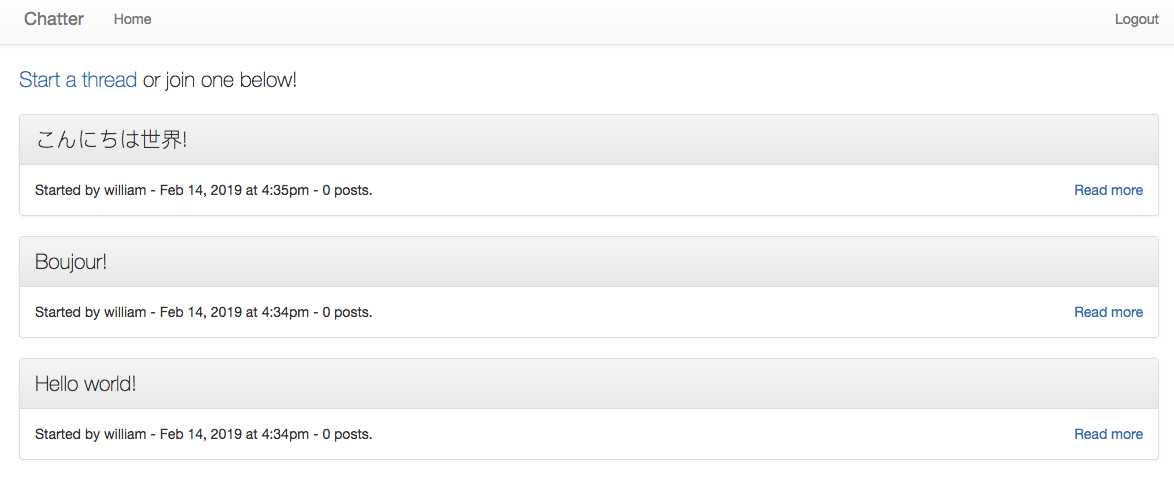 Chatter Home Logout
Start a thread or join one below!
こんにちは世界!
Started by william - Feb 14, 2019 at 4:35pm - 0 posts. Read more
Boujour!
Started by william - Feb 14, 2019 at 4:34pm - 0 posts. Read more
Hello world!
Started by william - Feb 14, 2019 at 4:34pm - 0 posts. Read more